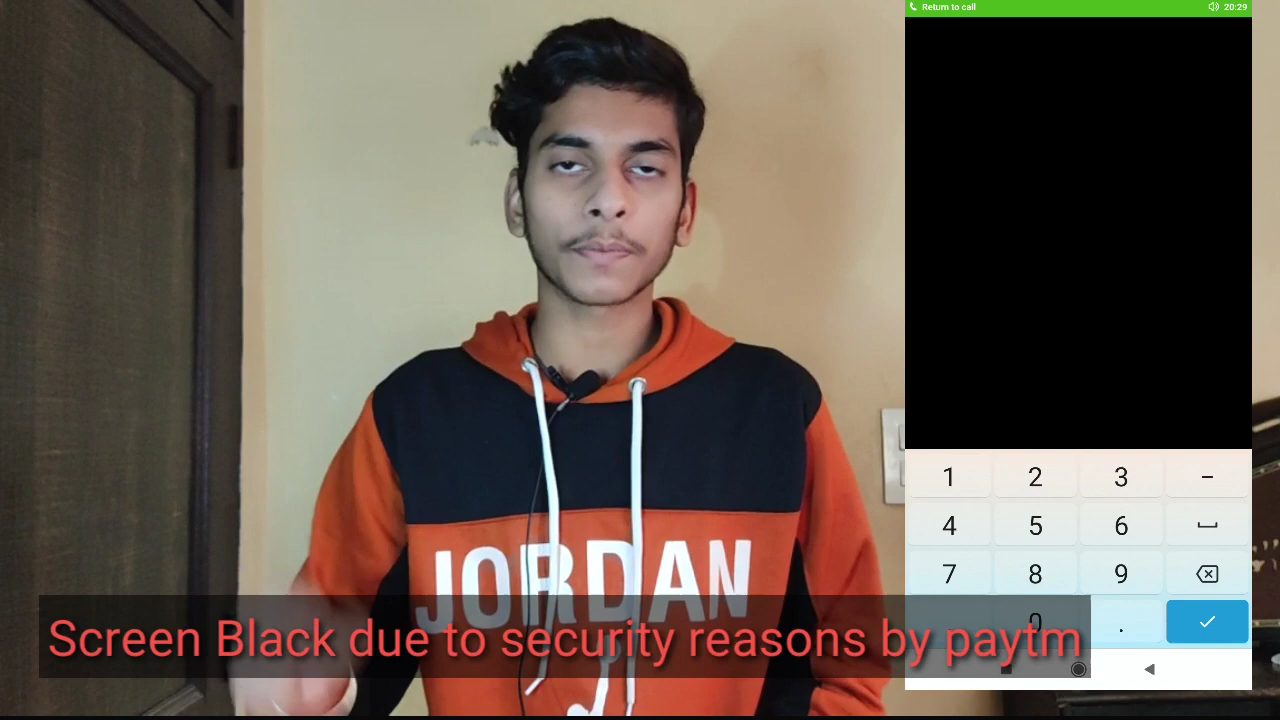 Return to call 20:29
JORDAN
1 2 3 -
4 5 6
7 8 9
0 .
Screen Black due to security reasons by paytm